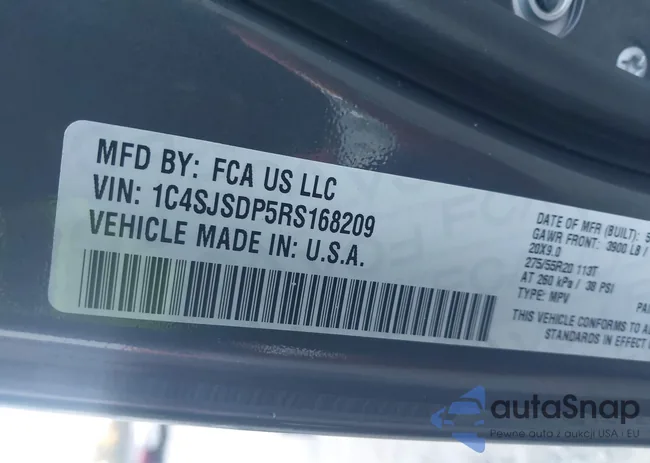 MFD BY: FCA US LLC
VIN: 1C4SJSDP5RS168209
VEHICLE MADE IN: U.S.A.
DATE OF MFR (BUILT):
GAWR FRONT: 3900 LB /
20X9.0
275/55R20 113T
AT 260 kPa / 38 PSI
TYPE: MPV
THIS VEHICLE CONFORMS TO
STANDARDS IN EFFECT
autoSnap
Pewne auto z aukcji USA i EU